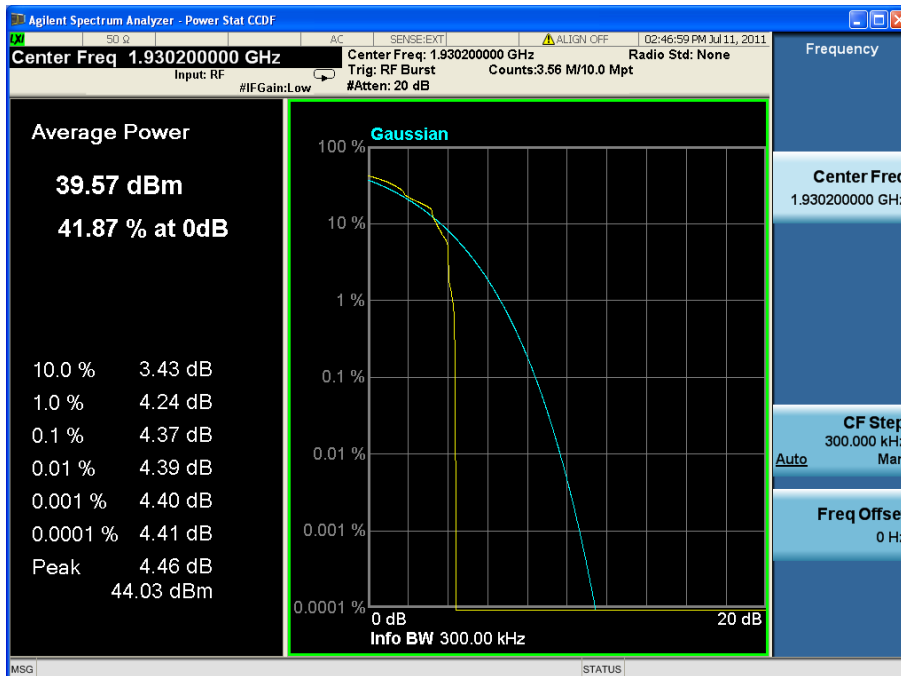 Agilent Spectrum Analyzer - Power Stat CCDF
LXI 50 Ω AC SENSE:EXT ALIGN OFF 02:46:59 PM Jul 11, 2011
Center Freq 1.930200000 GHz
Input: RF
#IFGain:Low
Center Freq: 1.930200000 GHz Radio Std: None
Trig: RF Burst Counts:3.56 M/10.0 Mpt
#Atten: 20 dB
Average Power
39.57 dBm
41.87 % at 0dB
10.0 % 3.43 dB
1.0 % 4.24 dB
0.1 % 4.37 dB
0.01 % 4.39 dB
0.001 % 4.40 dB
0.0001 % 4.41 dB
Peak 4.46 dB
44.03 dBm
Gaussian
100 %
10 %
1 %
0.1 %
0.01 %
0.001 %
0.0001 %
0 dB 20 dB
Info BW 300.00 kHz
Frequency
Center Freq
1.930200000 GHz
CF Step
300.000 kHz
Auto Man
Freq Offse
0 Hz
MSG STATUS